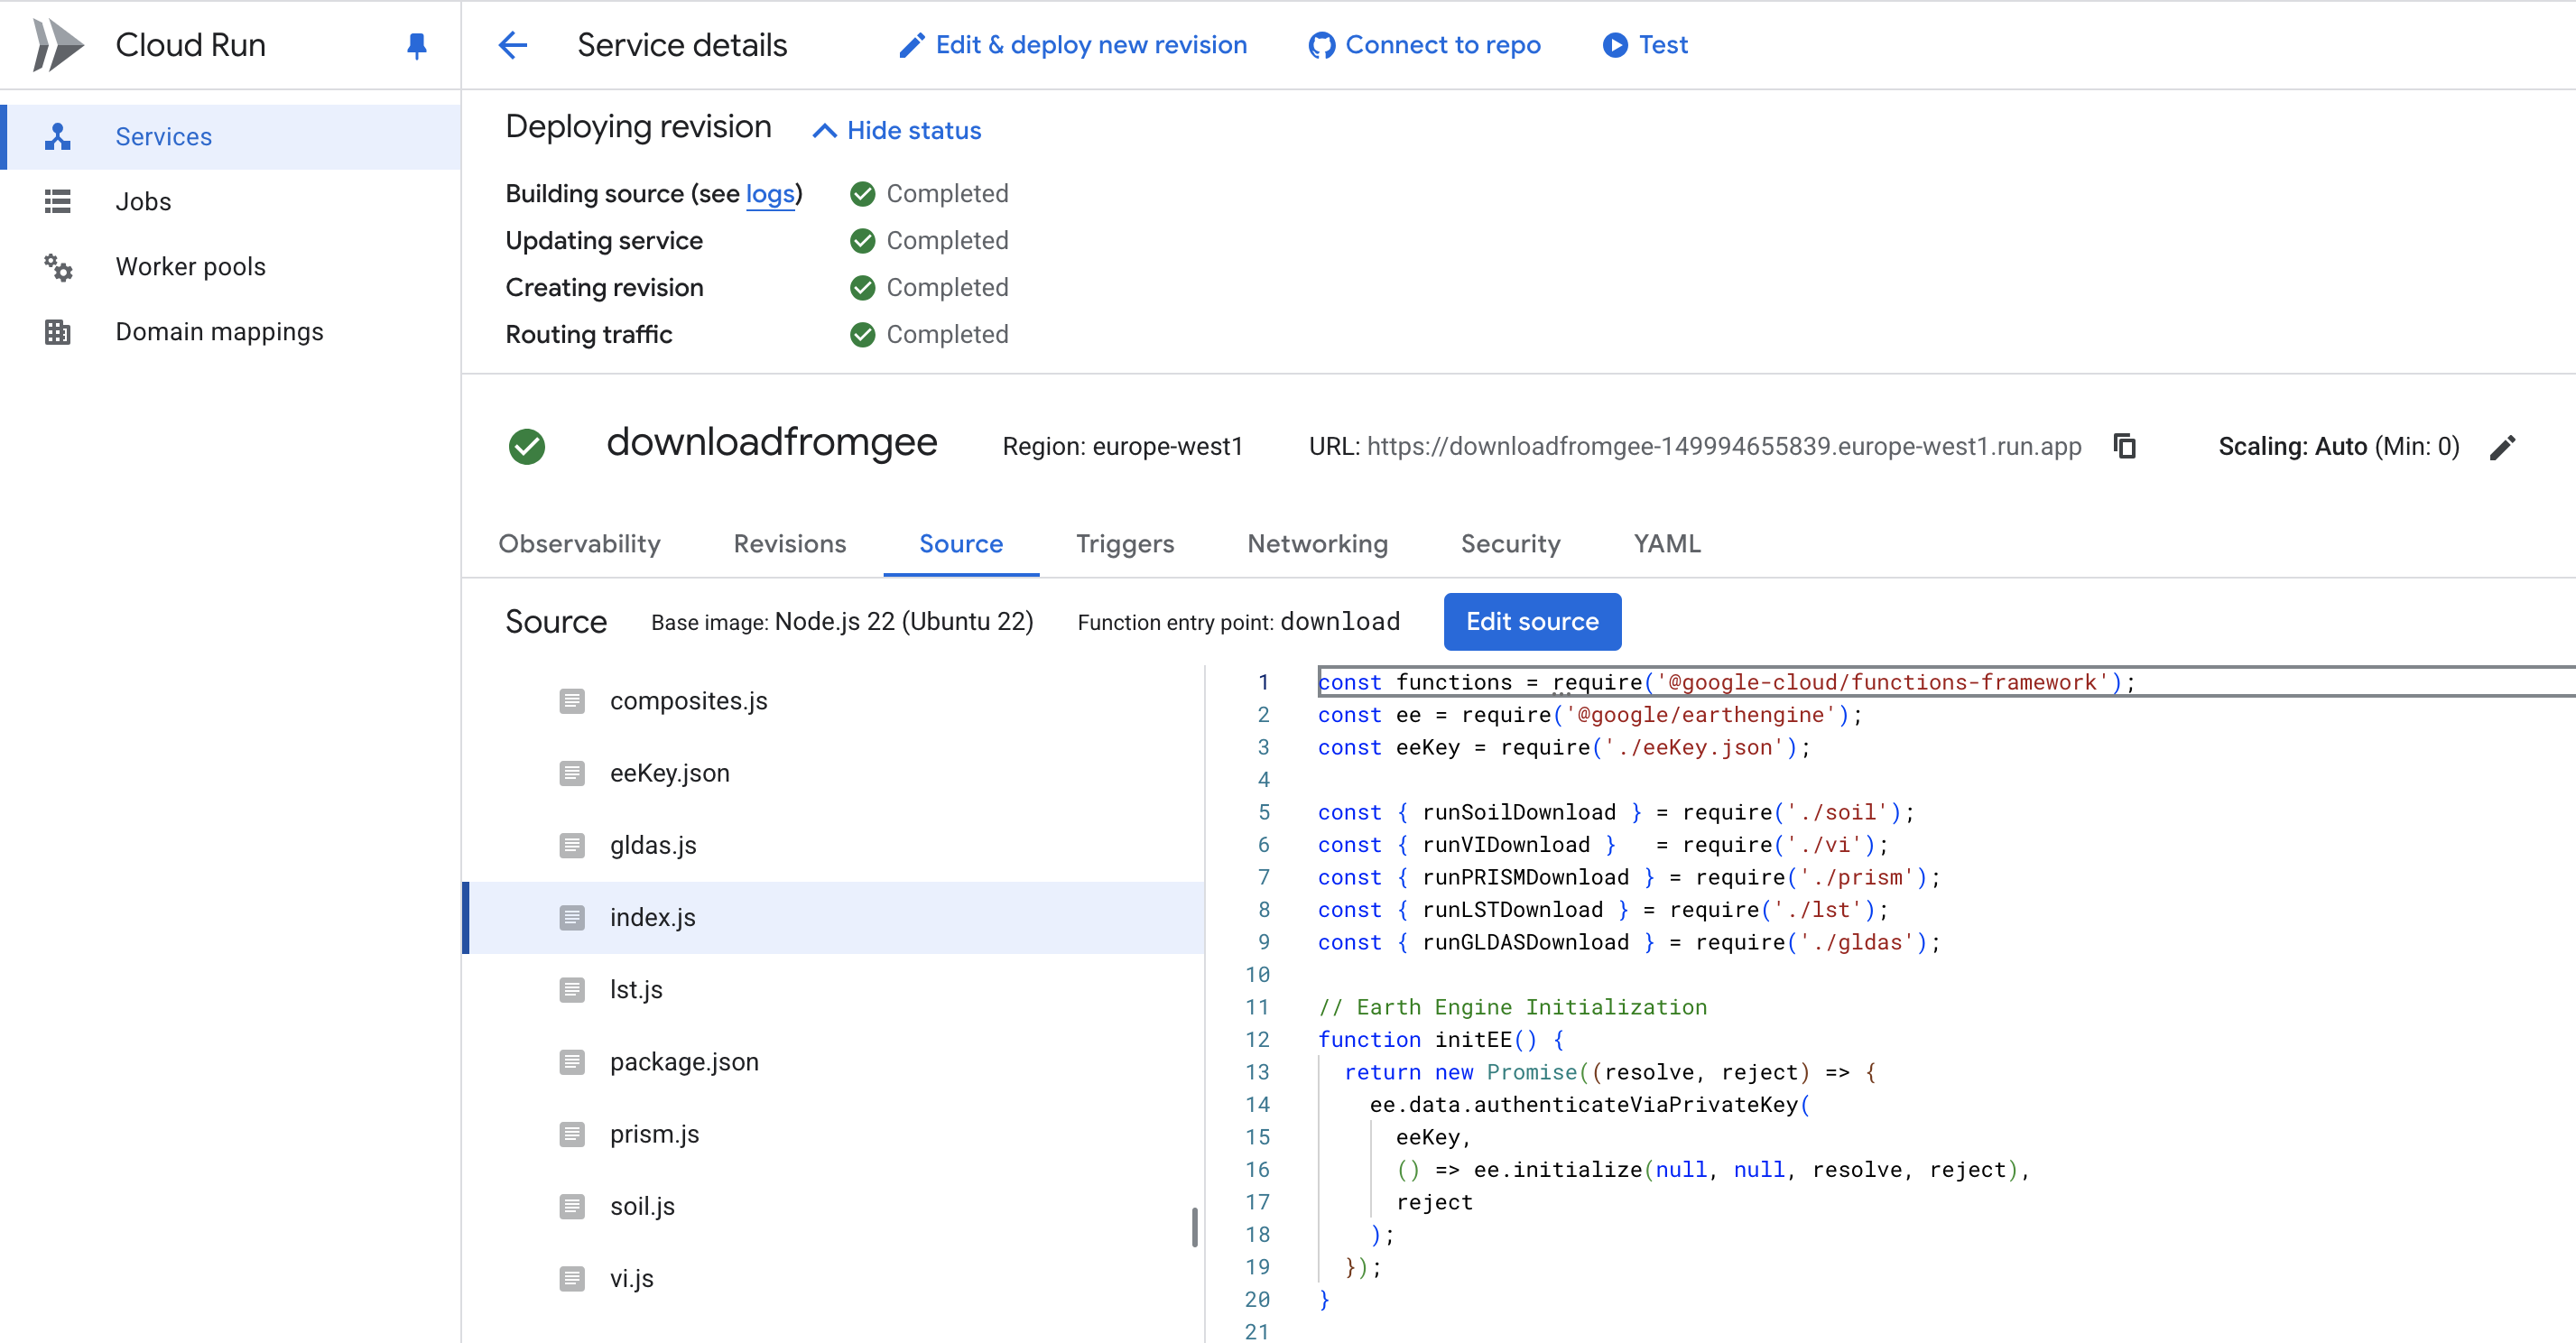 Cloud Run
Service details
Edit & deploy new revision
Connect to repo
Test
Services
Jobs
Worker pools
Domain mappings
Deploying revision
Hide status
Building source (see logs) Completed
Updating service Completed
Creating revision Completed
Routing traffic Completed
downloadfromgee
Region: europe-west1
URL: https://downloadfromgee-149994655839.europe-west1.run.app
Scaling: Auto (Min: 0)
Observability
Revisions
Source
Triggers
Networking
Security
YAML
Source
Base image: Node.js 22 (Ubuntu 22)
Function entry point: download
Edit source
composites.js
eeKey.json
gldas.js
index.js
lst.js
package.json
prism.js
soil.js
vi.js
1 const functions = require('@google-cloud/functions-framework');
2 const ee = require('@google/earthengine');
3 const eeKey = require('./eeKey.json');
4
5 const { runSoilDownload } = require('./soil');
6 const { runVIDownload }   = require('./vi');
7 const { runPRISMDownload } = require('./prism');
8 const { runLSTDownload } = require('./lst');
9 const { runGLDASDownload } = require('./gldas');
10
11 // Earth Engine Initialization
12 function initEE() {
13   return new Promise((resolve, reject) => {
14     ee.data.authenticateViaPrivateKey(
15       eeKey,
16       () => ee.initialize(null, null, resolve, reject),
17       reject
18     );
19   });
20 }
21